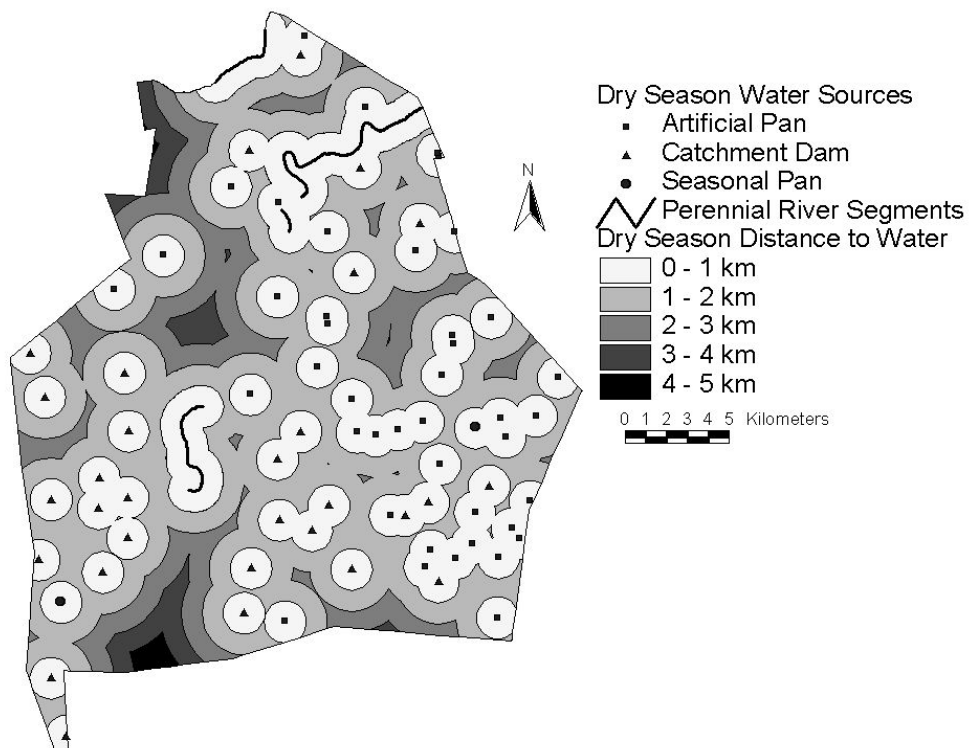 Dry Season Water Sources
Artificial Pan
Catchment Dam
Seasonal Pan
N
Perennial River Segments
Dry Season Distance to Water
0 - 1 km
1 - 2 km
2 - 3 km
3 - 4 km
4 - 5 km
0 1 2 3 4 5 Kilometers